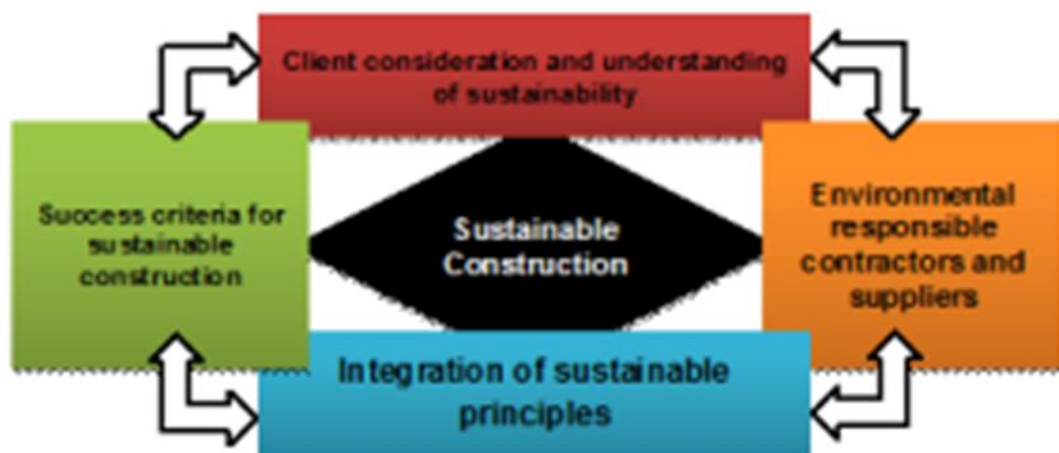 Client consideration and understanding
of sustainability
Success criteria for
sustainable
construction
Sustainable
Construction
Environmental
responsible
contractors and
suppliers
Integration of sustainable
principles